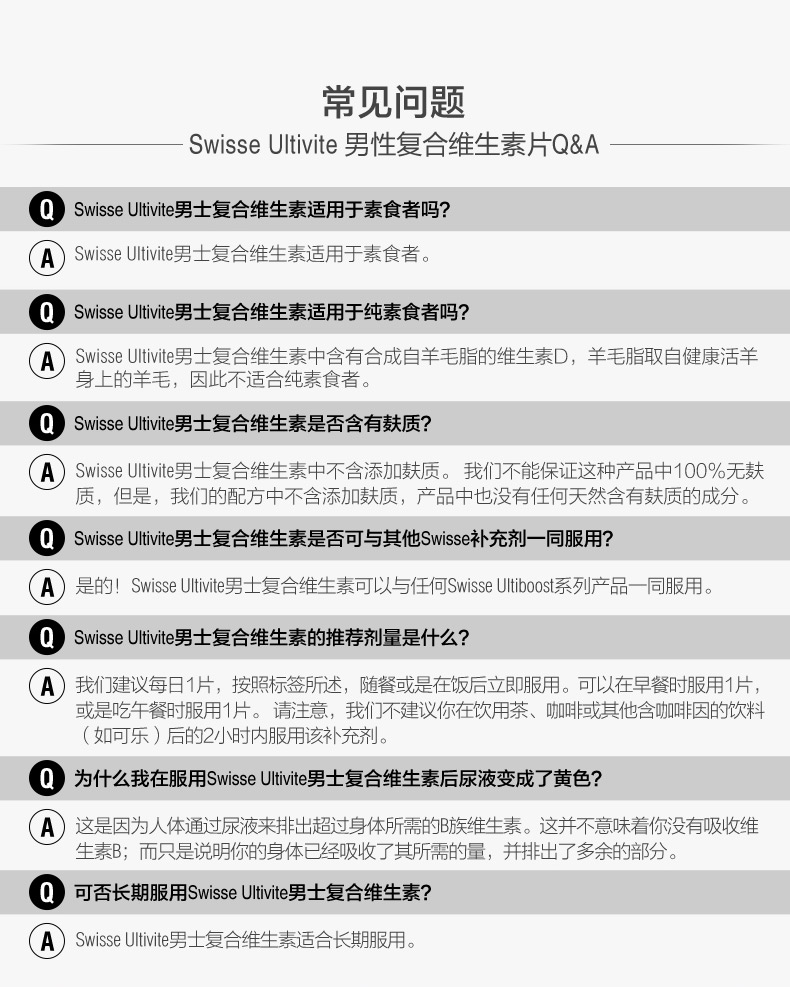 常见问题
Swisse Ultivite 男性复合维生素片Q&A
Q Swisse Ultivite男士复合维生素适用于素食者吗?
A Swisse Ultivite男士复合维生素适用于素食者。
Q Swisse Ultivite男士复合维生素适用于纯素食者吗?
A Swisse Ultivite男士复合维生素中含有合成自羊毛脂的维生素D，羊毛脂取自健康活羊
身上的羊毛，因此不适合纯素食者。
Q Swisse Ultivite男士复合维生素是否含有麸质?
A Swisse Ultivite男士复合维生素中不含添加麸质。 我们不能保证这种产品中100%无麸
质，但是，我们的配方中不含添加麸质，产品中也没有任何天然含有麸质的成分。
Q Swisse Ultivite男士复合维生素是否可与其他Swisse补充剂一同服用?
A 是的！Swisse Ultivite男士复合维生素可以与任何Swisse Ultiboost系列产品一同服用。
Q Swisse Ultivite男士复合维生素的推荐剂量是什么?
A 我们建议每日1片，按照标签所述，随餐或是在饭后立即服用。可以在早餐时服用1片，
或是吃午餐时服用1片。 请注意，我们不建议你在饮用茶、咖啡或其他含咖啡因的饮料
（如可乐）后的2小时内服用该补充剂。
Q 为什么我在服用Swisse Ultivite男士复合维生素后尿液变成了黄色?
A 这是因为人体通过尿液来排出超过身体所需的B族维生素。这并不意味着你没有吸收维
生素B；而只是说明你的身体已经吸收了其所需的量，并排出了多余的部分。
Q 可否长期服用Swisse Ultivite男士复合维生素?
A Swisse Ultivite男士复合维生素适合长期服用。